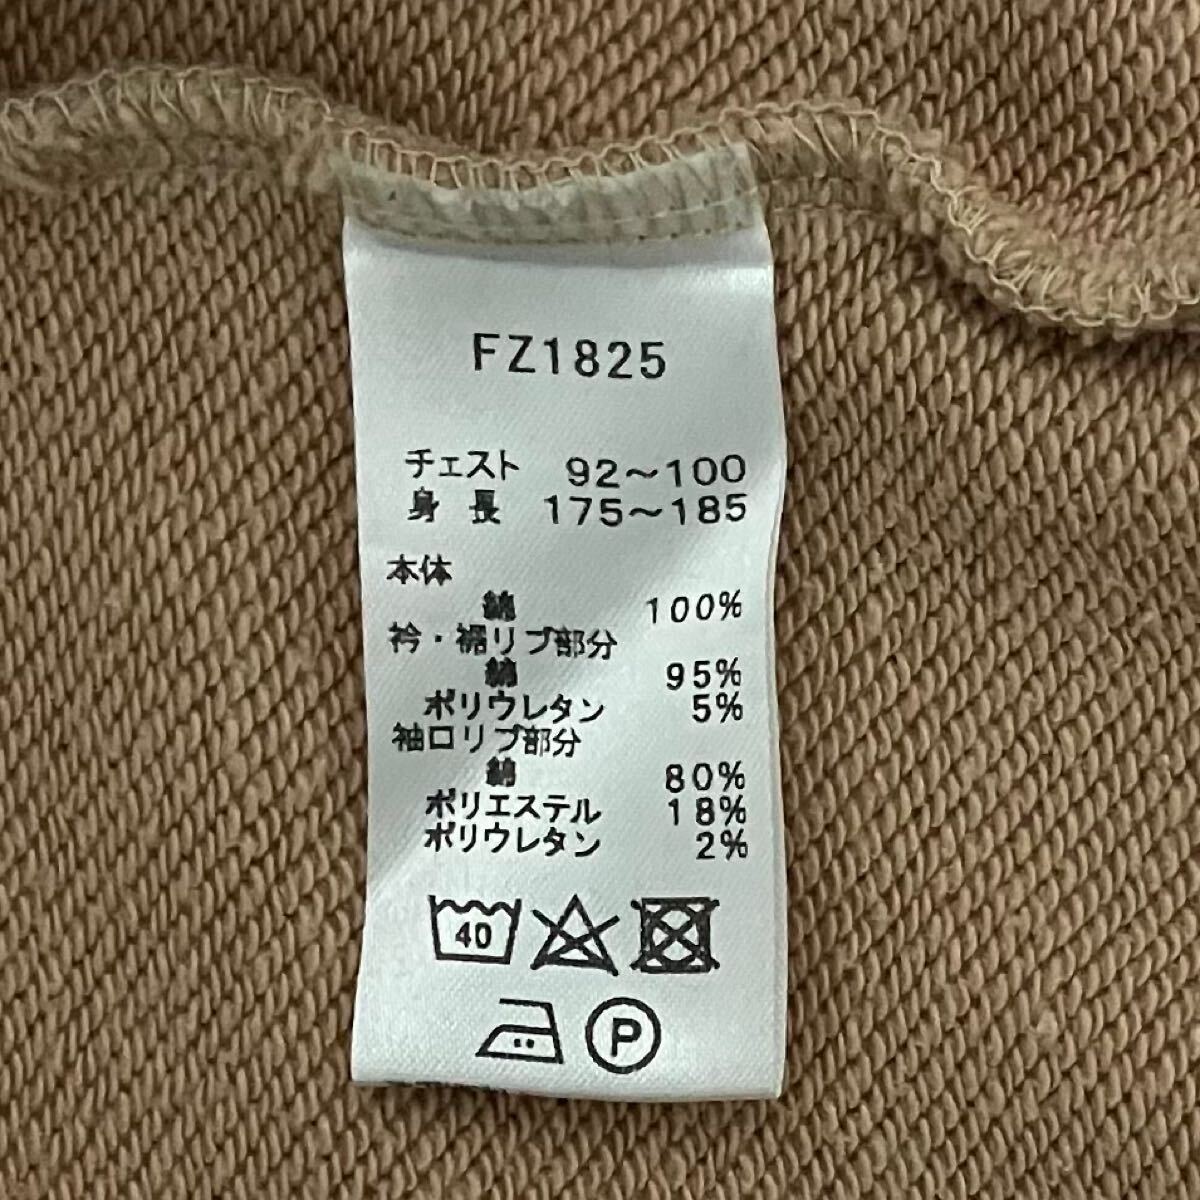 FZ1825
チェスト 92～100
身 長 175～185
本体
綿 100%
衿・裾リブ部分
綿 95%
ポリウレタン 5%
袖口リブ部分
綿 80%
ポリエステル 18%
ポリウレタン 2%
40
P